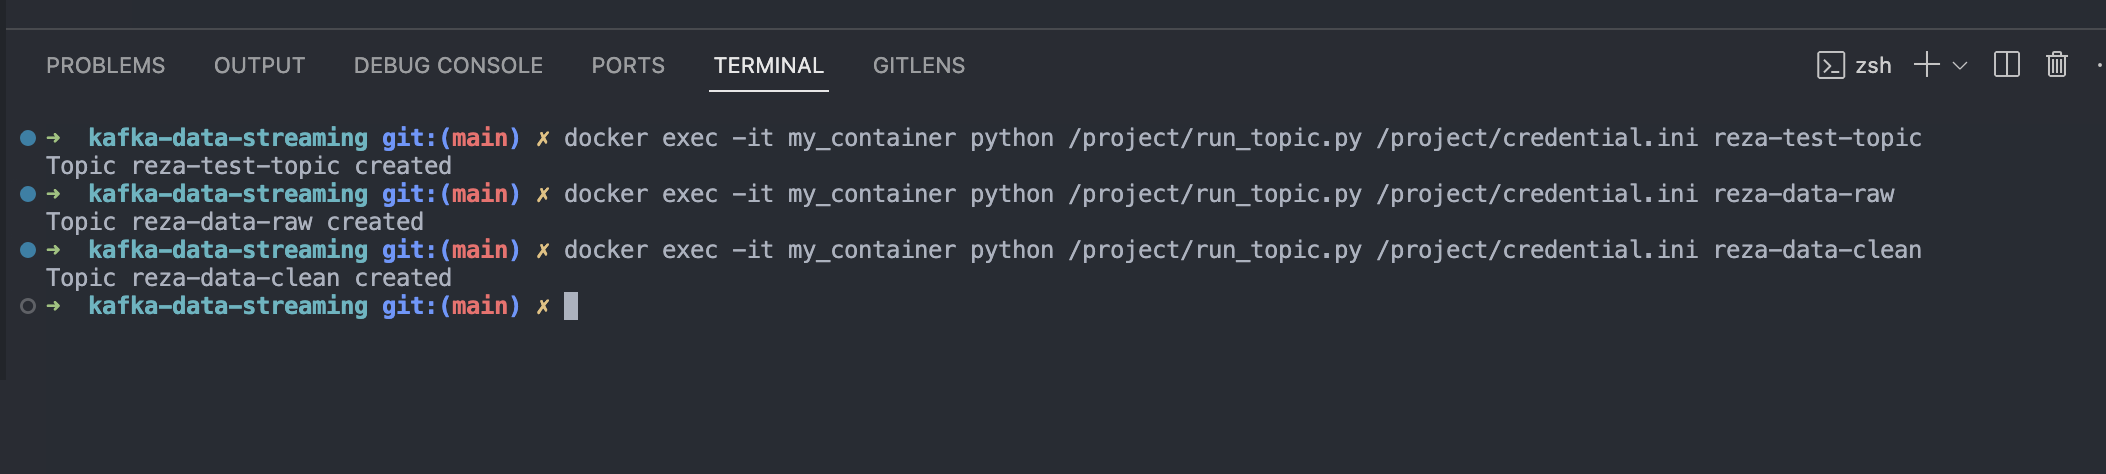 PROBLEMS OUTPUT DEBUG CONSOLE PORTS TERMINAL GITLENS zsh
➜ kafka-data-streaming git:(main) ✗ docker exec -it my_container python /project/run_topic.py /project/credential.ini reza-test-topic
Topic reza-test-topic created
➜ kafka-data-streaming git:(main) ✗ docker exec -it my_container python /project/run_topic.py /project/credential.ini reza-data-raw
Topic reza-data-raw created
➜ kafka-data-streaming git:(main) ✗ docker exec -it my_container python /project/run_topic.py /project/credential.ini reza-data-clean
Topic reza-data-clean created
➜ kafka-data-streaming git:(main) ✗